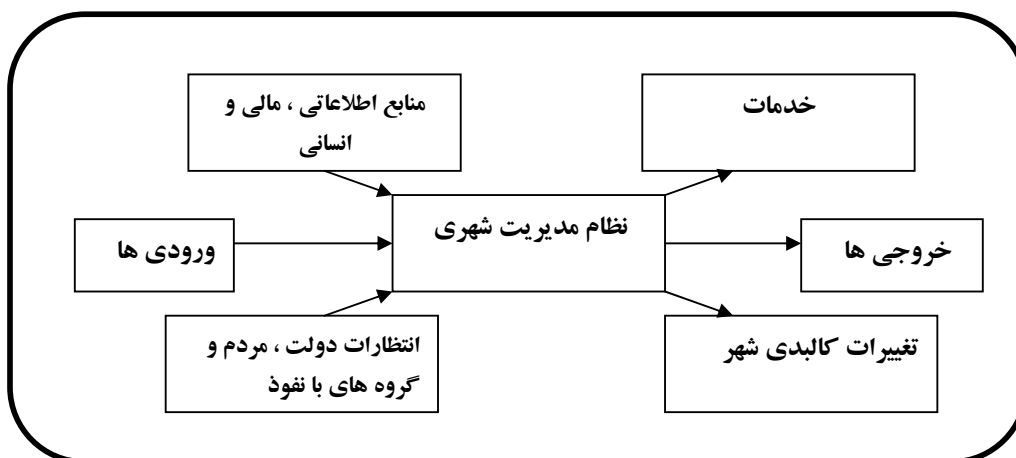 منابع اطلاعاتی ، مالی و
انسانی
خدمات
نظام مدیریت شهری
ورودی ها
خروجی ها
انتظارات دولت ، مردم و
گروه های با نفوذ
تغییرات کالبدی شهر